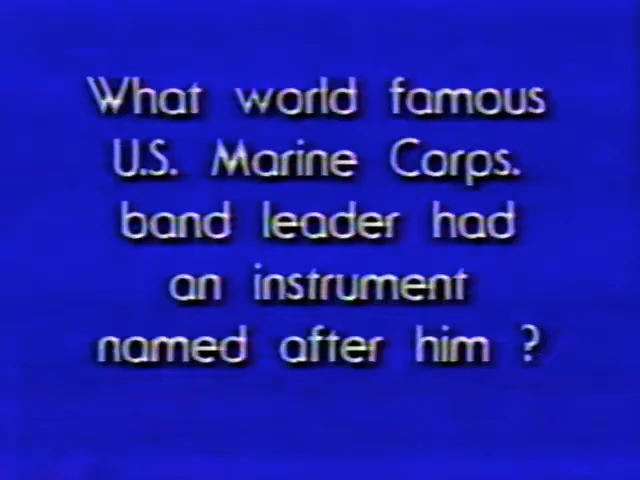 What world famous
U.S. Marine Corps.
band leader had
an instrument
named after him ?